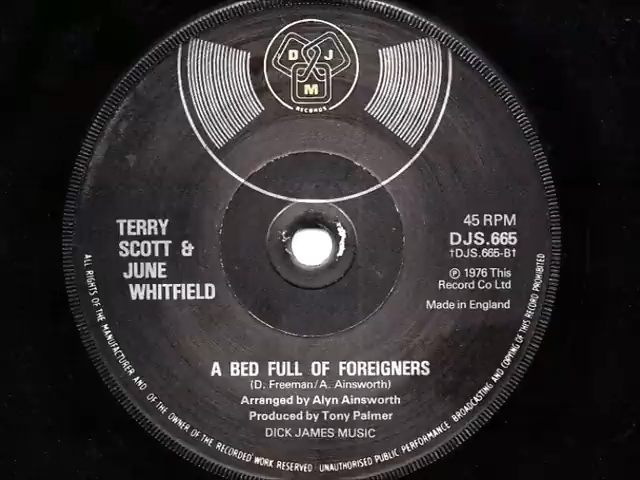 D J
M
RECORDS
TERRY
SCOTT &
JUNE
WHITFIELD
45 RPM
DJS.665
†DJS.665-B†
Ⓟ 1976 This
Record Co Ltd
Made in England
A BED FULL OF FOREIGNERS
(D. Freeman/A. Ainsworth)
Arranged by Alyn Ainsworth
Produced by Tony Palmer
DICK JAMES MUSIC
ALL RIGHTS OF THE MANUFACTURER AND OF THE OWNER OF THE RECORDED WORK RESERVED · UNAUTHORISED PUBLIC PERFORMANCE BROADCASTING AND COPYING OF THIS RECORD PROHIBITED